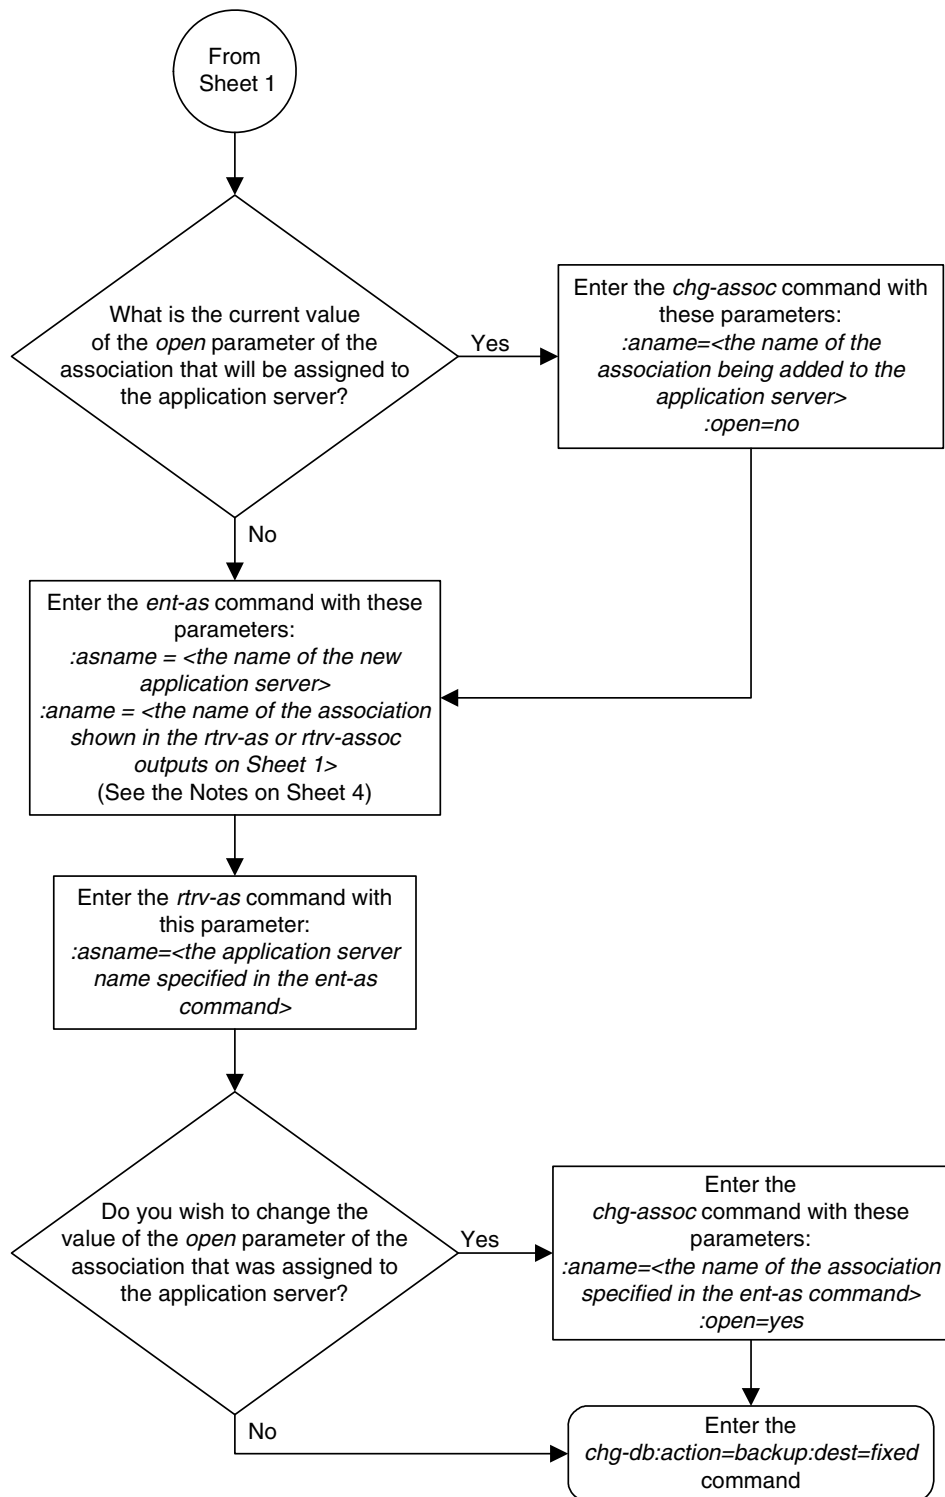 From
Sheet 1
What is the current value
of the open parameter of the
association that will be assigned to
the application server?
Yes
Enter the chg-assoc command with
these parameters:
:aname=<the name of the
association being added to the
application server>
:open=no
No
Enter the ent-as command with these
parameters:
:asname = <the name of the new
application server>
:aname = <the name of the association
shown in the rtrv-as or rtrv-assoc
outputs on Sheet 1>
(See the Notes on Sheet 4)
Enter the rtrv-as command with
this parameter:
:asname=<the application server
name specified in the ent-as
command>
Do you wish to change the
value of the open parameter of the
association that was assigned to
the application server?
Yes
Enter the
chg-assoc command with these
parameters:
:aname=<the name of the association
specified in the ent-as command>
:open=yes
No
Enter the
chg-db:action=backup:dest=fixed
command